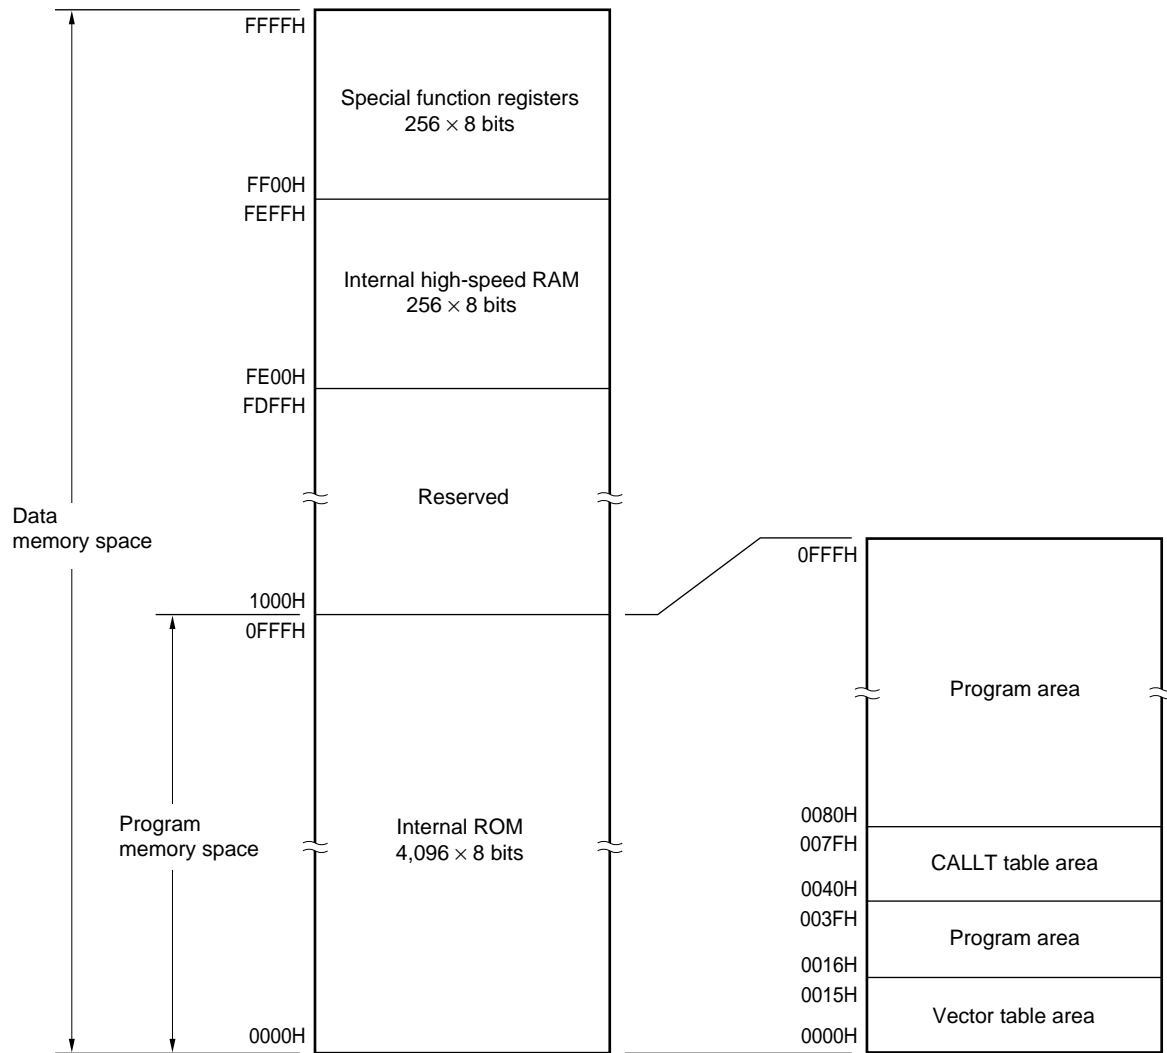 FFFFH
Special function registers
256 × 8 bits
FF00H
FEFFH
Internal high-speed RAM
256 × 8 bits
FE00H
FDFFH
Reserved
Data
memory space
1000H
0FFFH
Program
memory space
Internal ROM
4,096 × 8 bits
0000H
0FFFH
Program area
0080H
007FH
CALLT table area
0040H
003FH
Program area
0016H
0015H
Vector table area
0000H